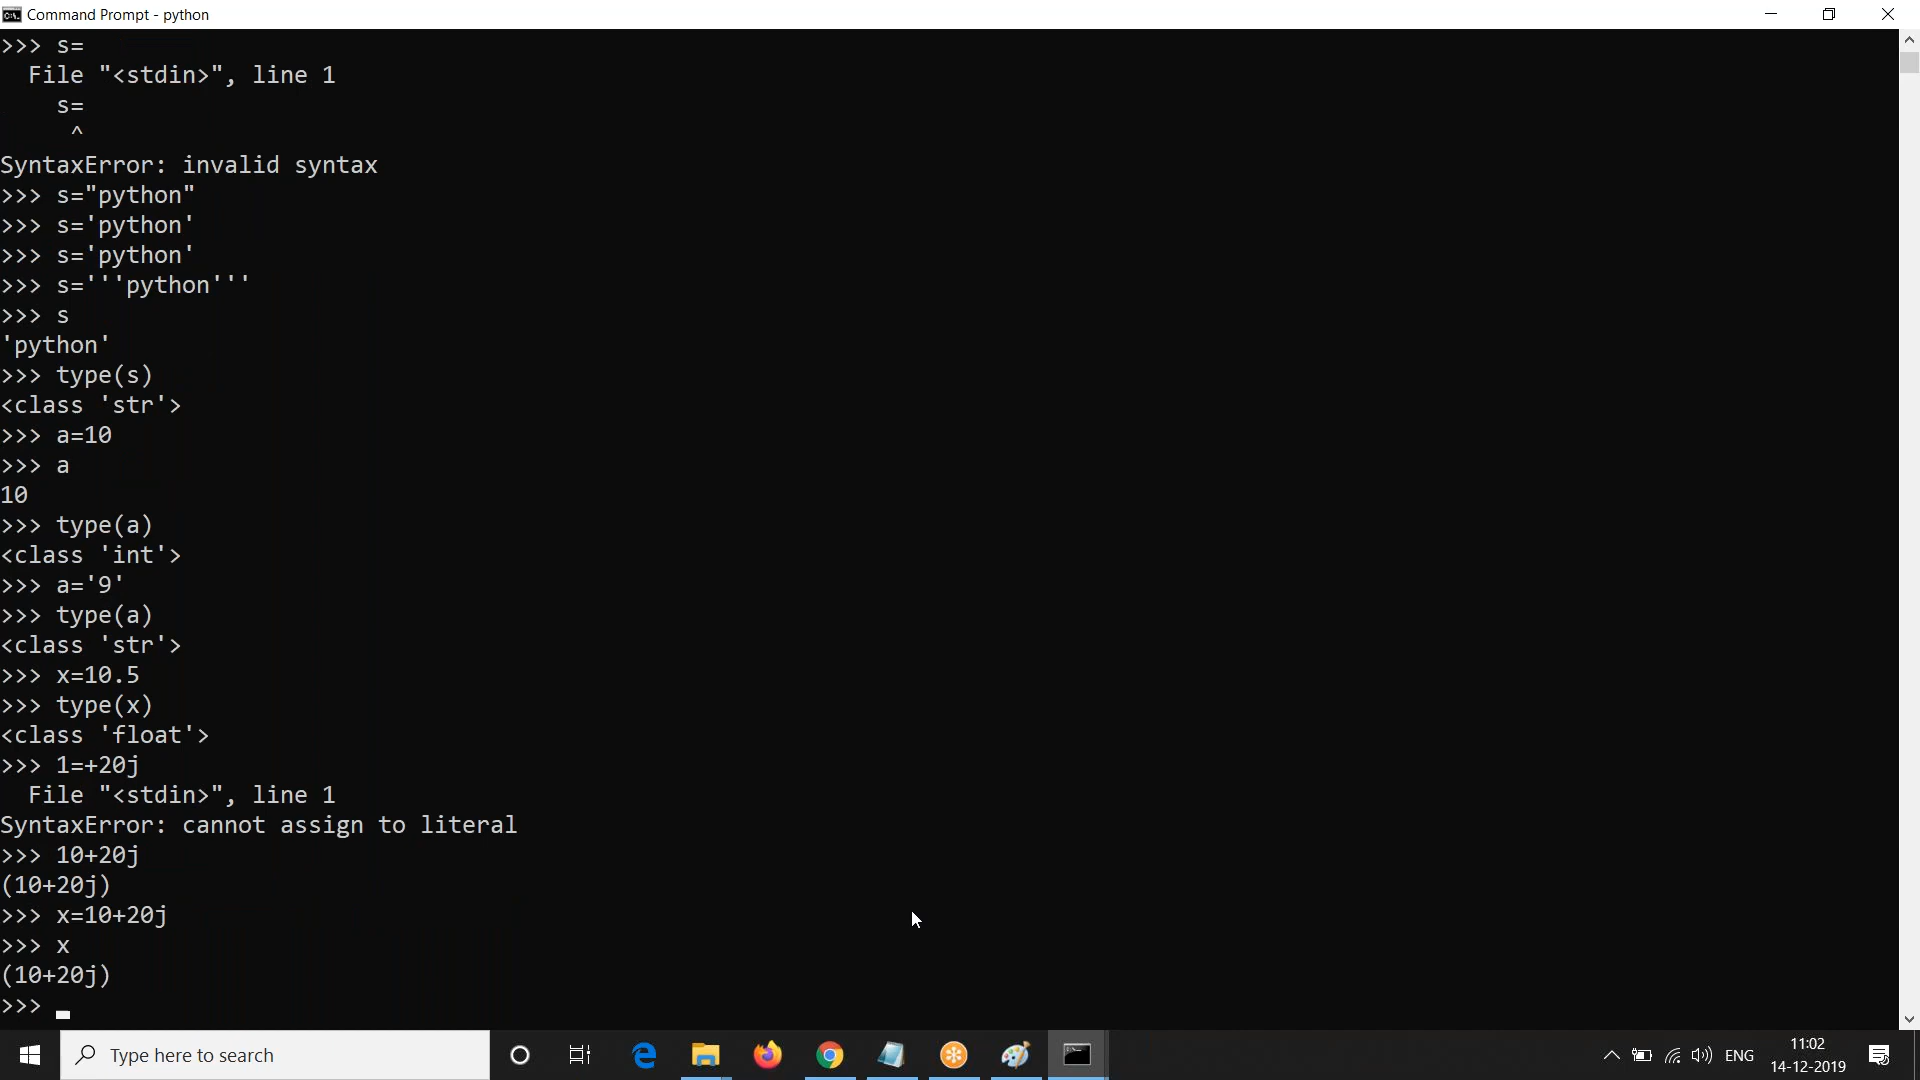 Command Prompt - python
>>> s=
  File "<stdin>", line 1
    s=
     ^
SyntaxError: invalid syntax
>>> s="python"
>>> s='python'
>>> s='python'
>>> s='''python'''
>>> s
'python'
>>> type(s)
<class 'str'>
>>> a=10
>>> a
10
>>> type(a)
<class 'int'>
>>> a='9'
>>> type(a)
<class 'str'>
>>> x=10.5
>>> type(x)
<class 'float'>
>>> 1=+20j
  File "<stdin>", line 1
SyntaxError: cannot assign to literal
>>> 10+20j
(10+20j)
>>> x=10+20j
>>> x
(10+20j)
>>>
Type here to search
ENG
11:02
14-12-2019